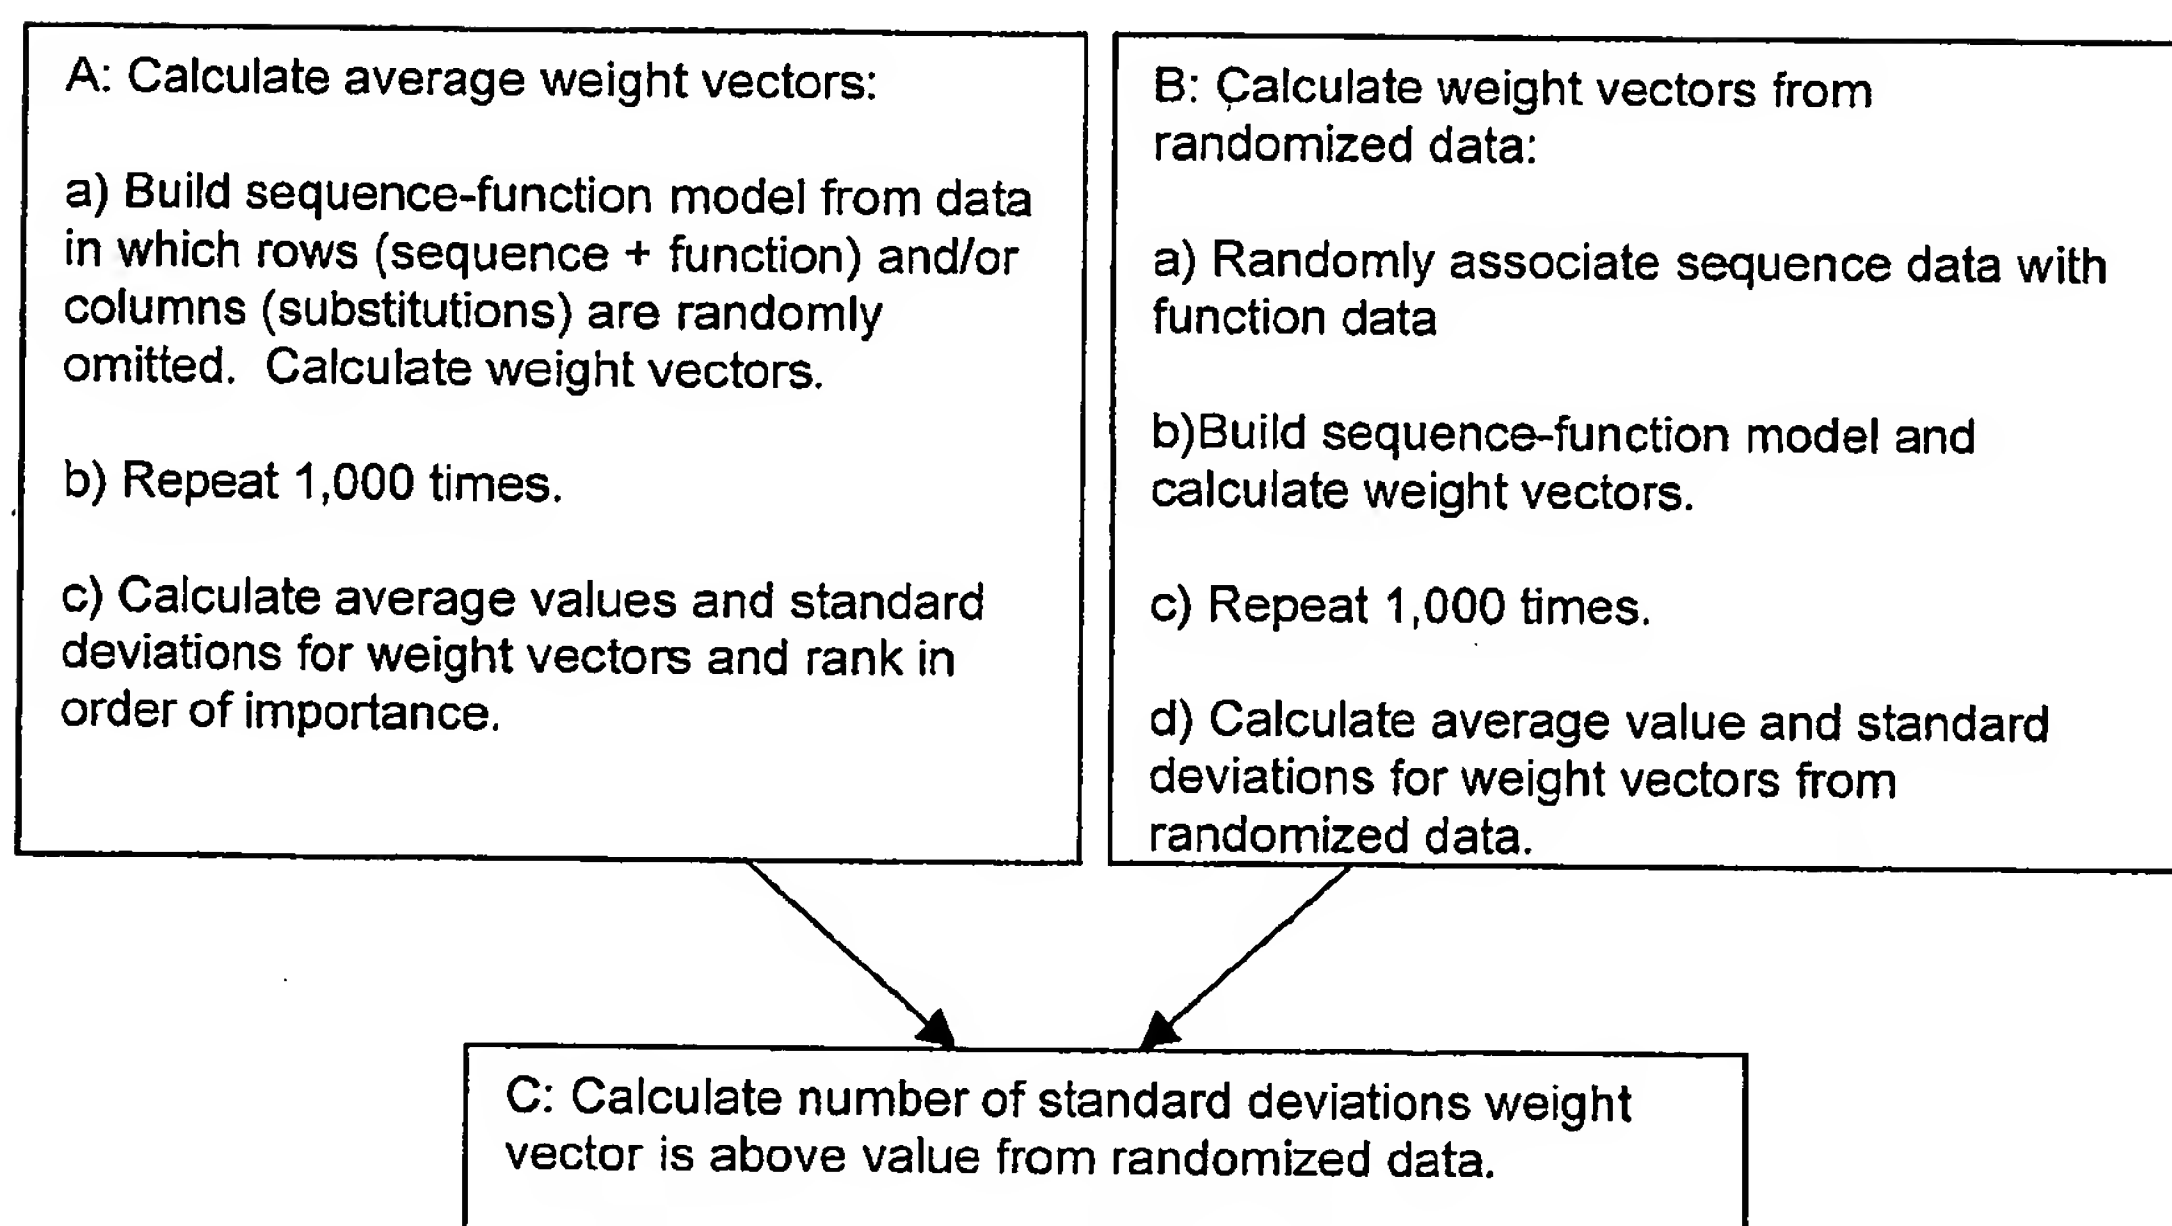 A: Calculate average weight vectors:
a) Build sequence-function model from data
in which rows (sequence + function) and/or
columns (substitutions) are randomly
omitted.  Calculate weight vectors.
b) Repeat 1,000 times.
c) Calculate average values and standard
deviations for weight vectors and rank in
order of importance.
B: Calculate weight vectors from
randomized data:
a) Randomly associate sequence data with
function data
b)Build sequence-function model and
calculate weight vectors.
c) Repeat 1,000 times.
d) Calculate average value and standard
deviations for weight vectors from
randomized data.
C: Calculate number of standard deviations weight
vector is above value from randomized data.